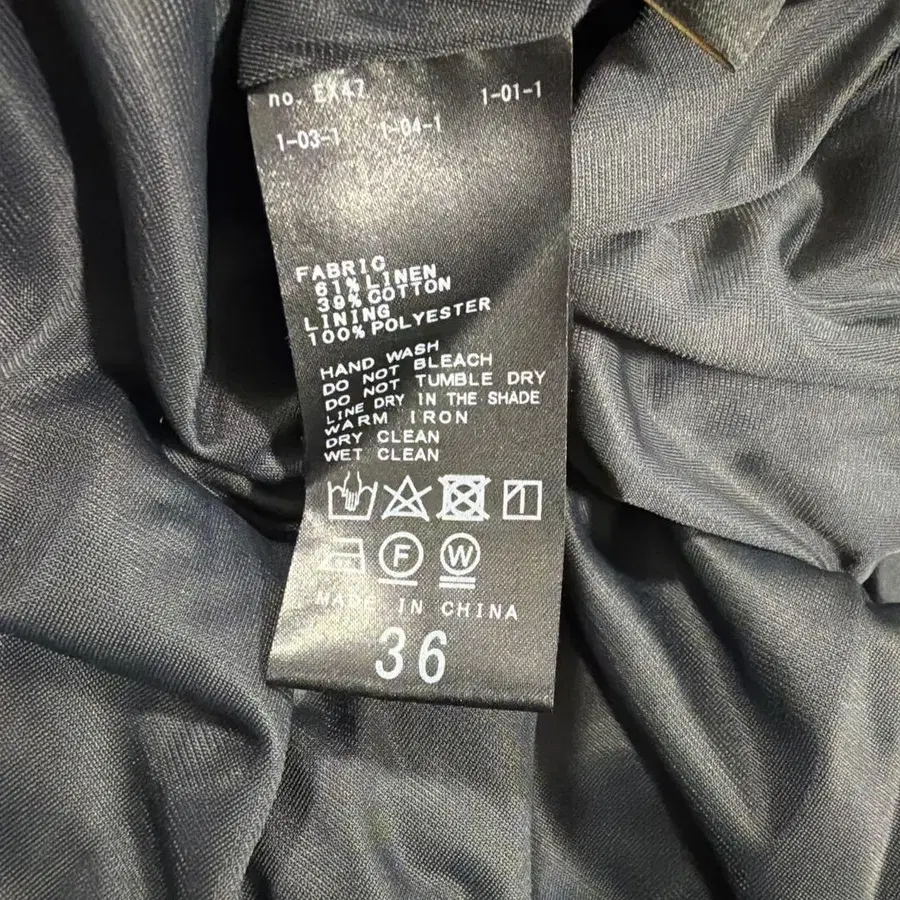 no. EX47 1-01-1
1-03-1 1-04-1
FABRIC
61% LINEN
39% COTTON
LINING
100% POLYESTER
HAND WASH
DO NOT BLEACH
DO NOT TUMBLE DRY
LINE DRY IN THE SHADE
WARM IRON
DRY CLEAN
WET CLEAN
F W
MADE IN CHINA
36